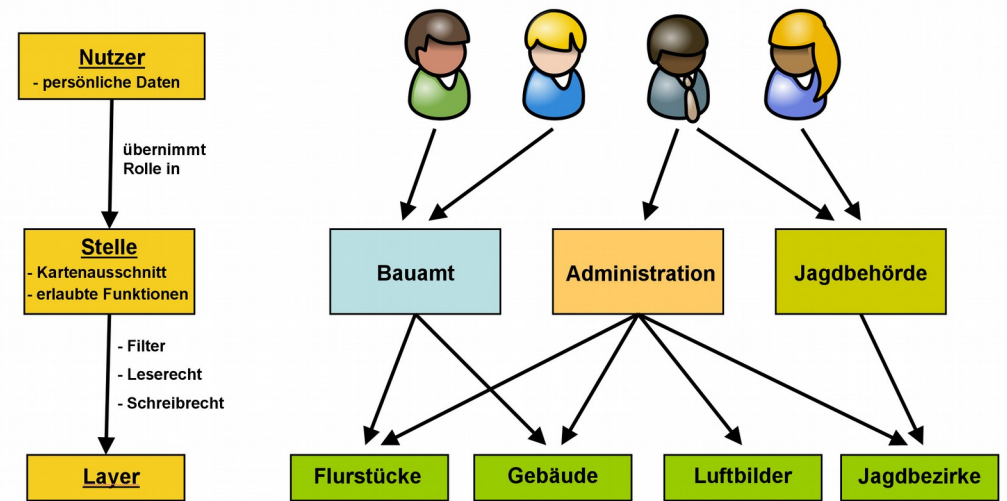 Nutzer
- persönliche Daten
übernimmt
Rolle in
Stelle
- Kartenausschnitt
- erlaubte Funktionen
- Filter
- Leserecht
- Schreibrecht
Layer
Bauamt
Administration
Jagdbehörde
Flurstücke
Gebäude
Luftbilder
Jagdbezirke